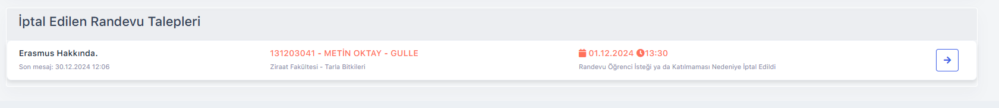 İptal Edilen Randevu Talepleri
Erasmus Hakkında.
Son mesaj: 30.12.2024 12:06
131203041 - METİN OKTAY - GULLE
Ziraat Fakültesi - Tarla Bitkileri
01.12.2024 13:30
Randevu Öğrenci İsteği ya da Katılmaması Nedeniye İptal Edildi